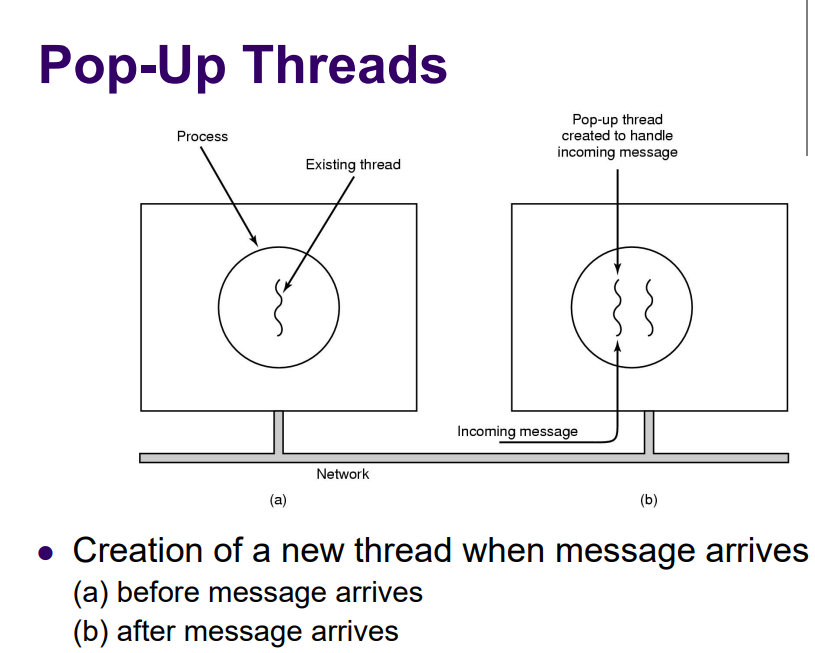 Pop-Up Threads
Process
Existing thread
Pop-up thread
created to handle
incoming message
Incoming message
Network
(a)
(b)
● Creation of a new thread when message arrives
(a) before message arrives
(b) after message arrives